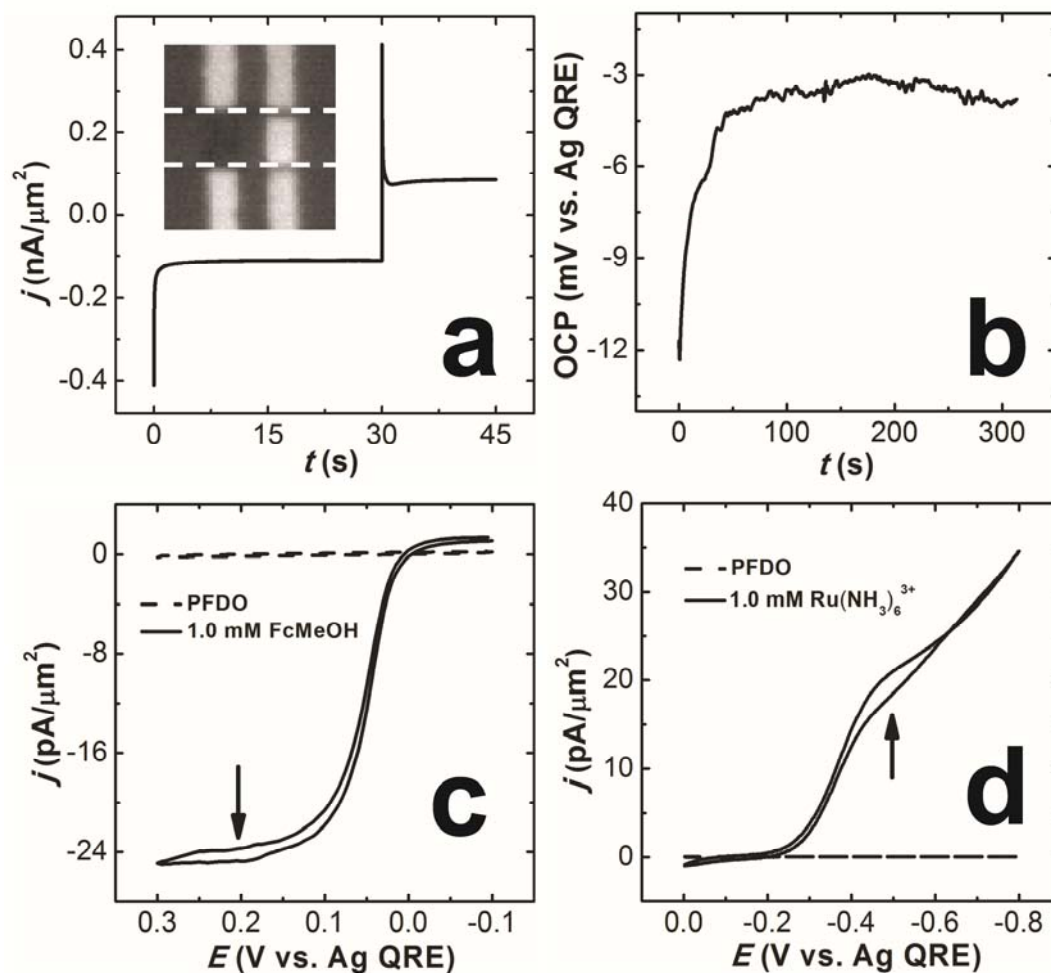 0.4
0.2
0.0
-0.2
-0.4
j (nA/μm²)
0 15 30 45
t (s)
a
-3
-6
-9
-12
OCP (mV vs. Ag QRE)
0 100 200 300
t (s)
b
0
-8
-16
-24
j (pA/μm²)
PFDO
1.0 mM FcMeOH
0.3 0.2 0.1 0.0 -0.1
E (V vs. Ag QRE)
c
40
30
20
10
0
j (pA/μm²)
PFDO
1.0 mM Ru(NH₃)₆³⁺
0.0 -0.2 -0.4 -0.6 -0.8
E (V vs. Ag QRE)
d